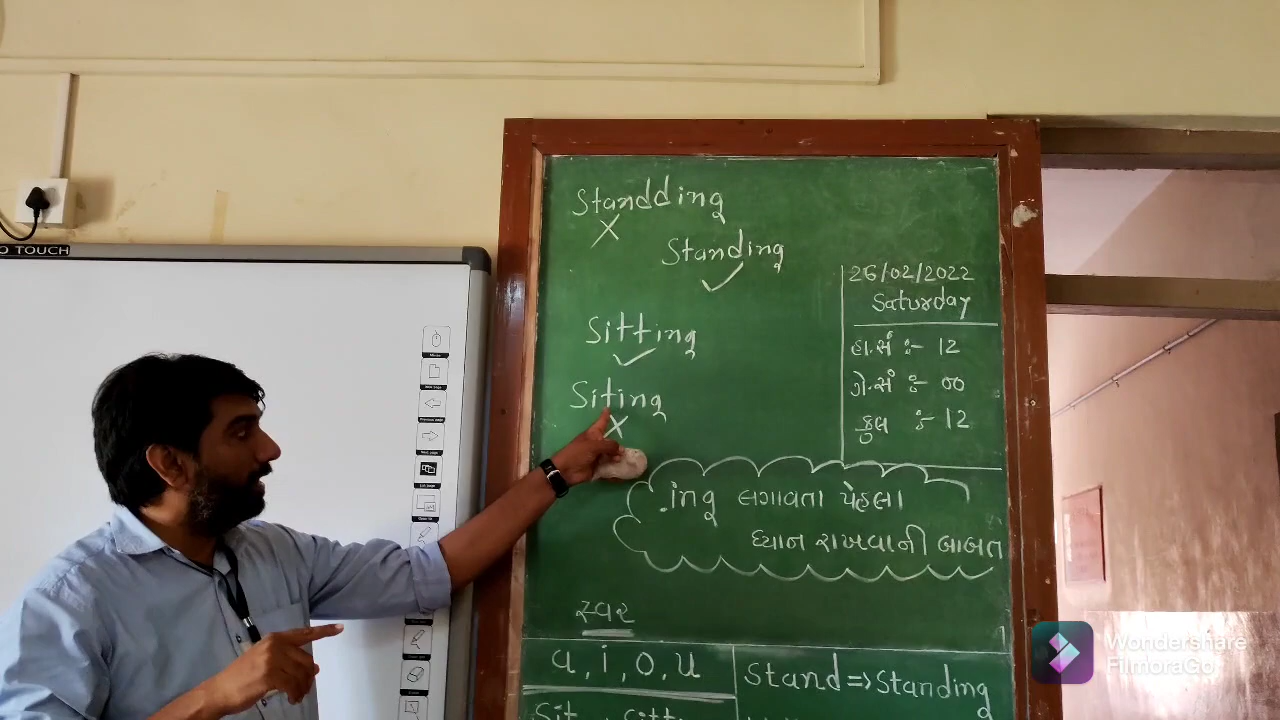 O TOUCH
Standding
X
Standing
✓
Sitting
✓
Siting
X
26/02/2022
Saturday
હા.સં :- 12
ગે.સં :- 00
કુલ :- 12
.ing લગાવતા પેહલા
ધ્યાન રાખવાની બાબત
સ્વર
a, i, o, u
Stand => Standing
Sit
Wondershare
FilmoraGo